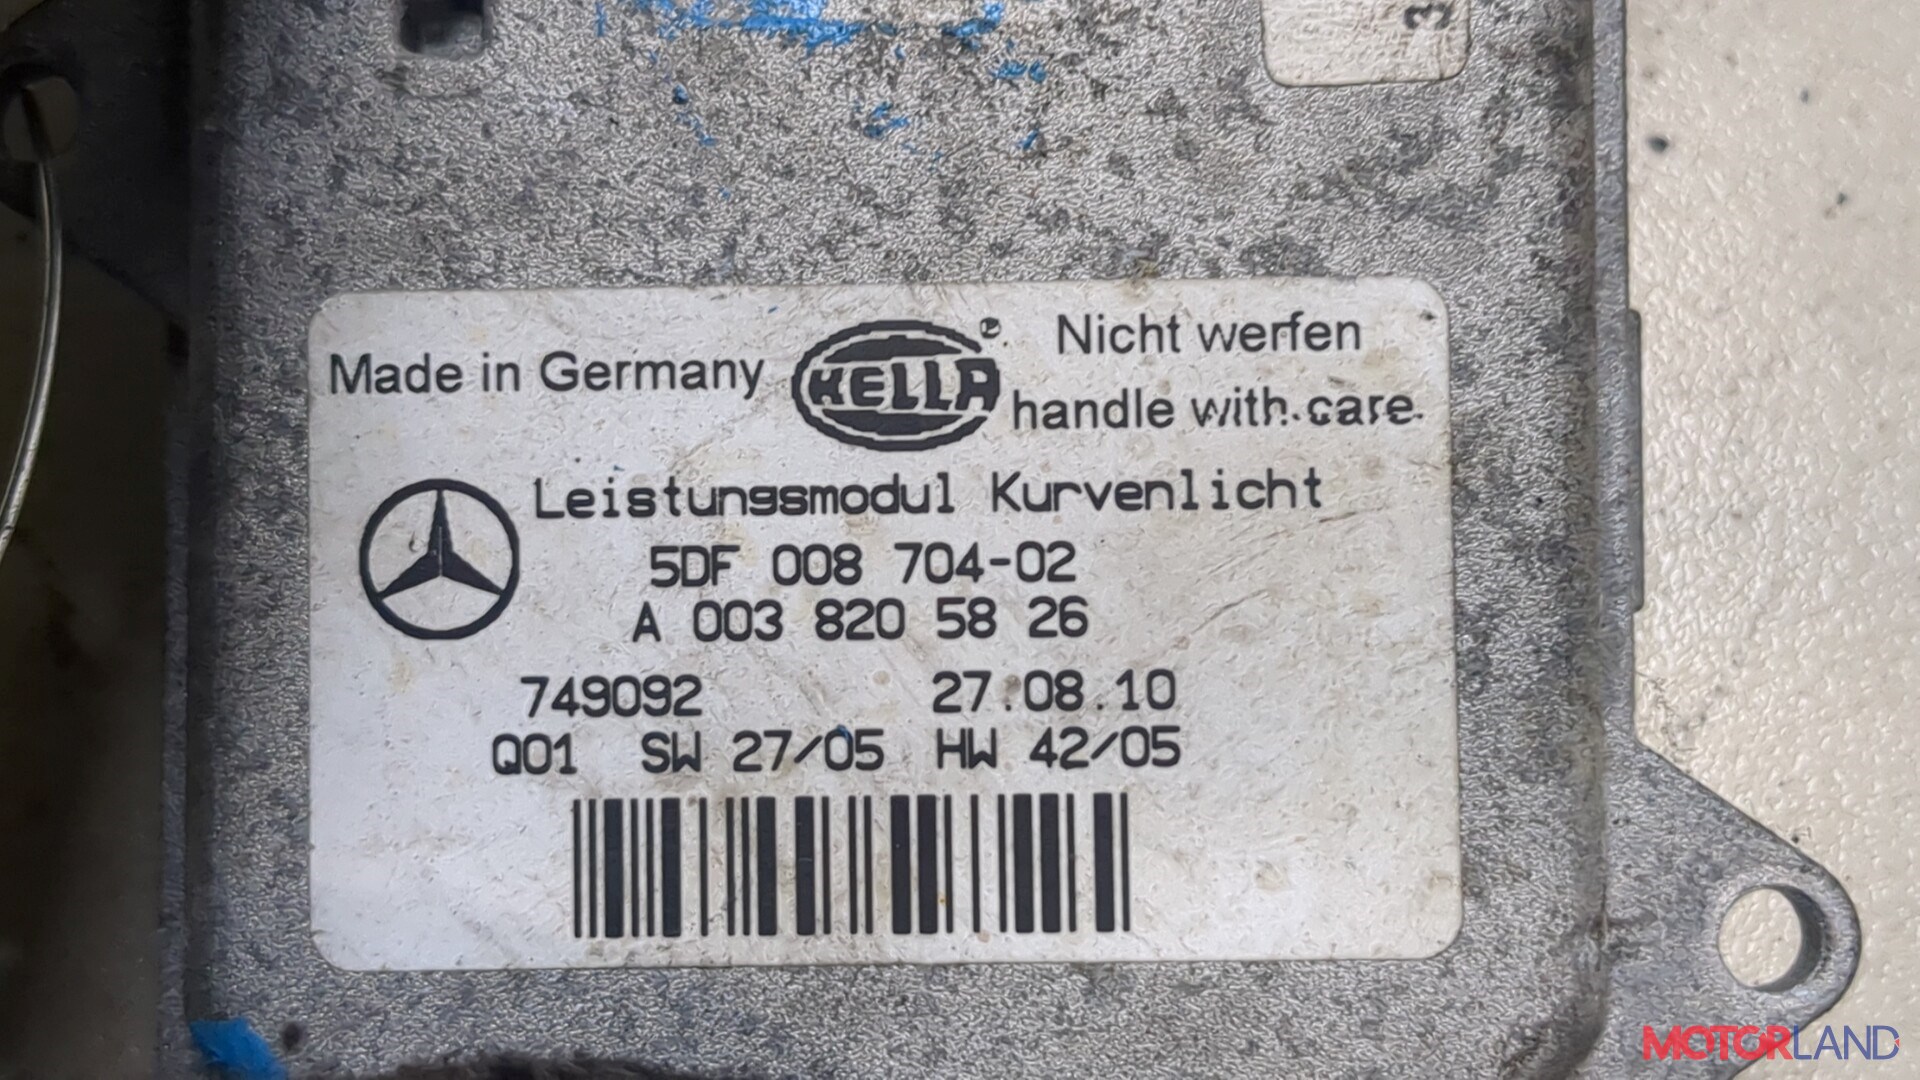 3
Made in Germany
HELLA
Nicht werfen
handle with care.
Leistungsmodul Kurvenlicht
5DF 008 704-02
A 003 820 58 26
749092 27.08.10
Q01 SW 27/05 HW 42/05
MOTORLAND